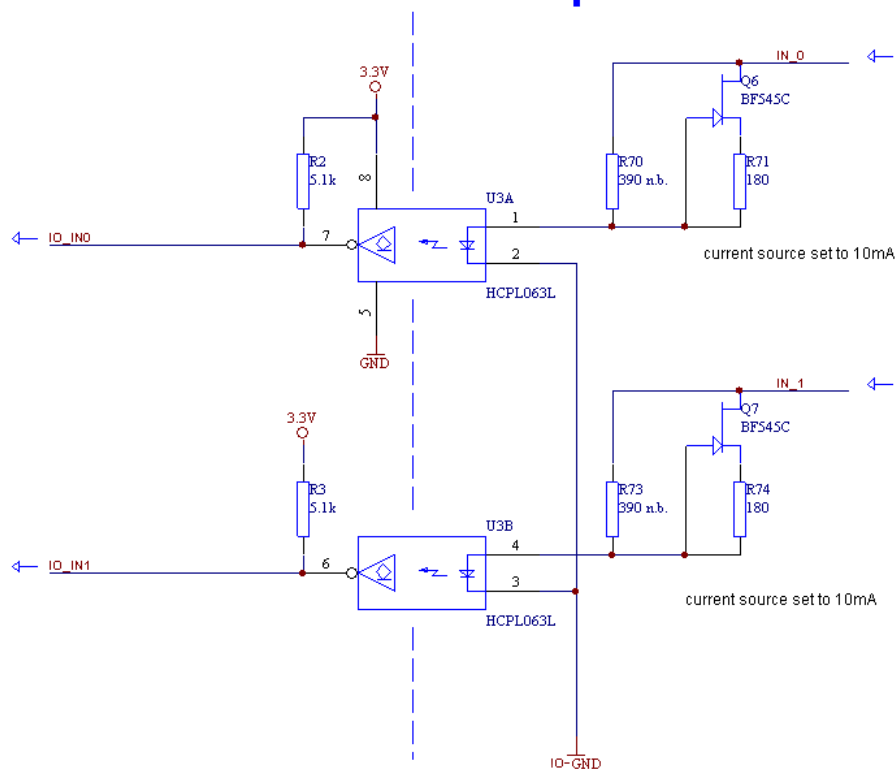 IN_0
3.3V
Q6
BF545C
R2
5.1k
8
R70
390 n.b.
R71
180
U3A
1
IO_IN0
7
2
current source set to 10mA
HCPL063L
5
GND
IN_1
3.3V
Q7
BF545C
R3
5.1k
R73
390 n.b.
R74
180
U3B
4
IO_IN1
6
3
current source set to 10mA
HCPL063L
IO-GND